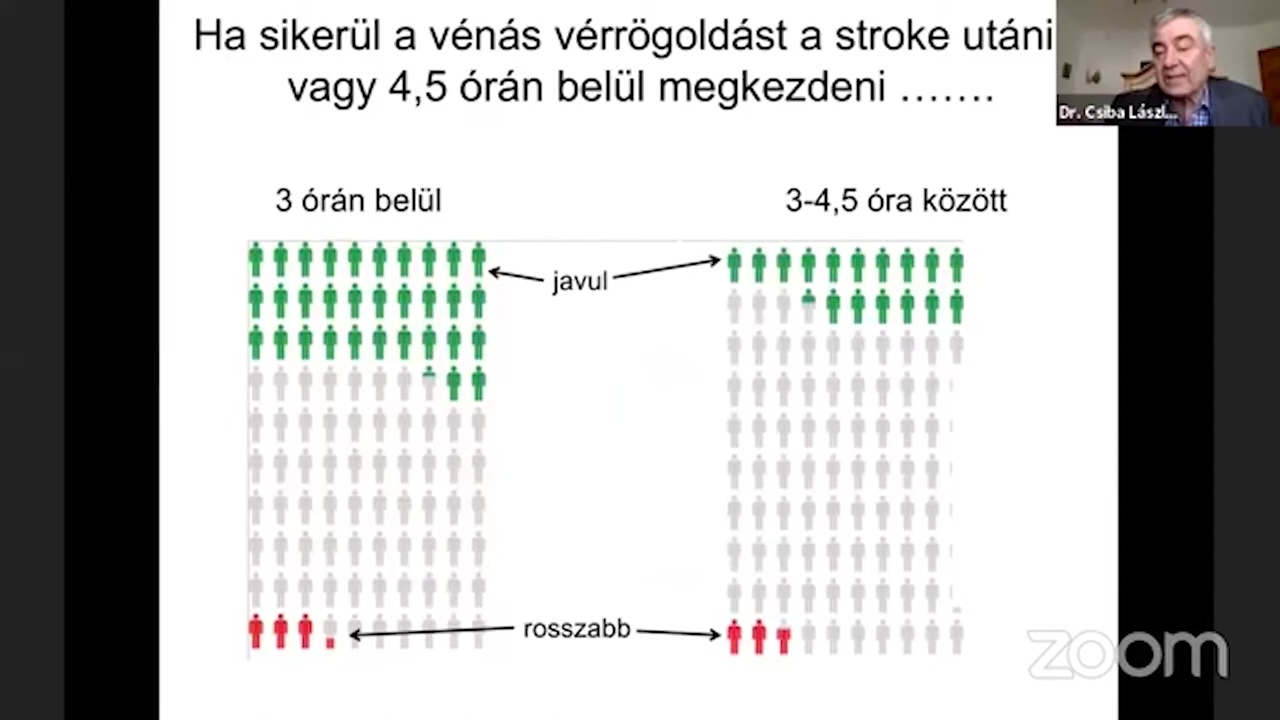 Ha sikerül a vénás vérrögoldást a stroke utáni
vagy 4,5 órán belül megkezdeni …….
Dr. Csiba Lászl...
3 órán belül
3-4,5 óra között
javul
rosszabb
zoom